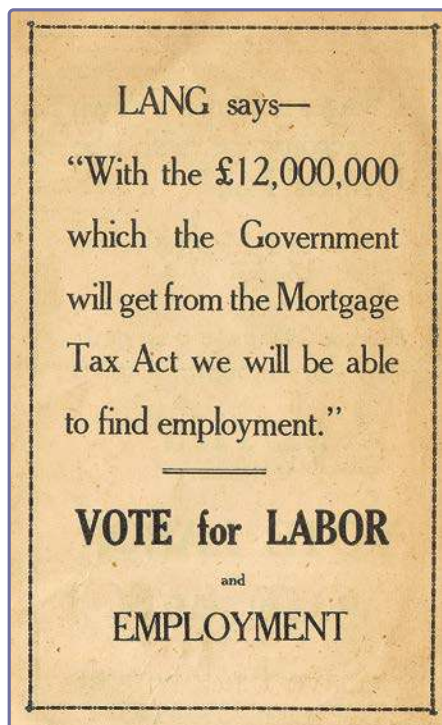 LANG says—
“With the £12,000,000
which the Government
will get from the Mortgage
Tax Act we will be able
to find employment.”
VOTE for LABOR
and
EMPLOYMENT